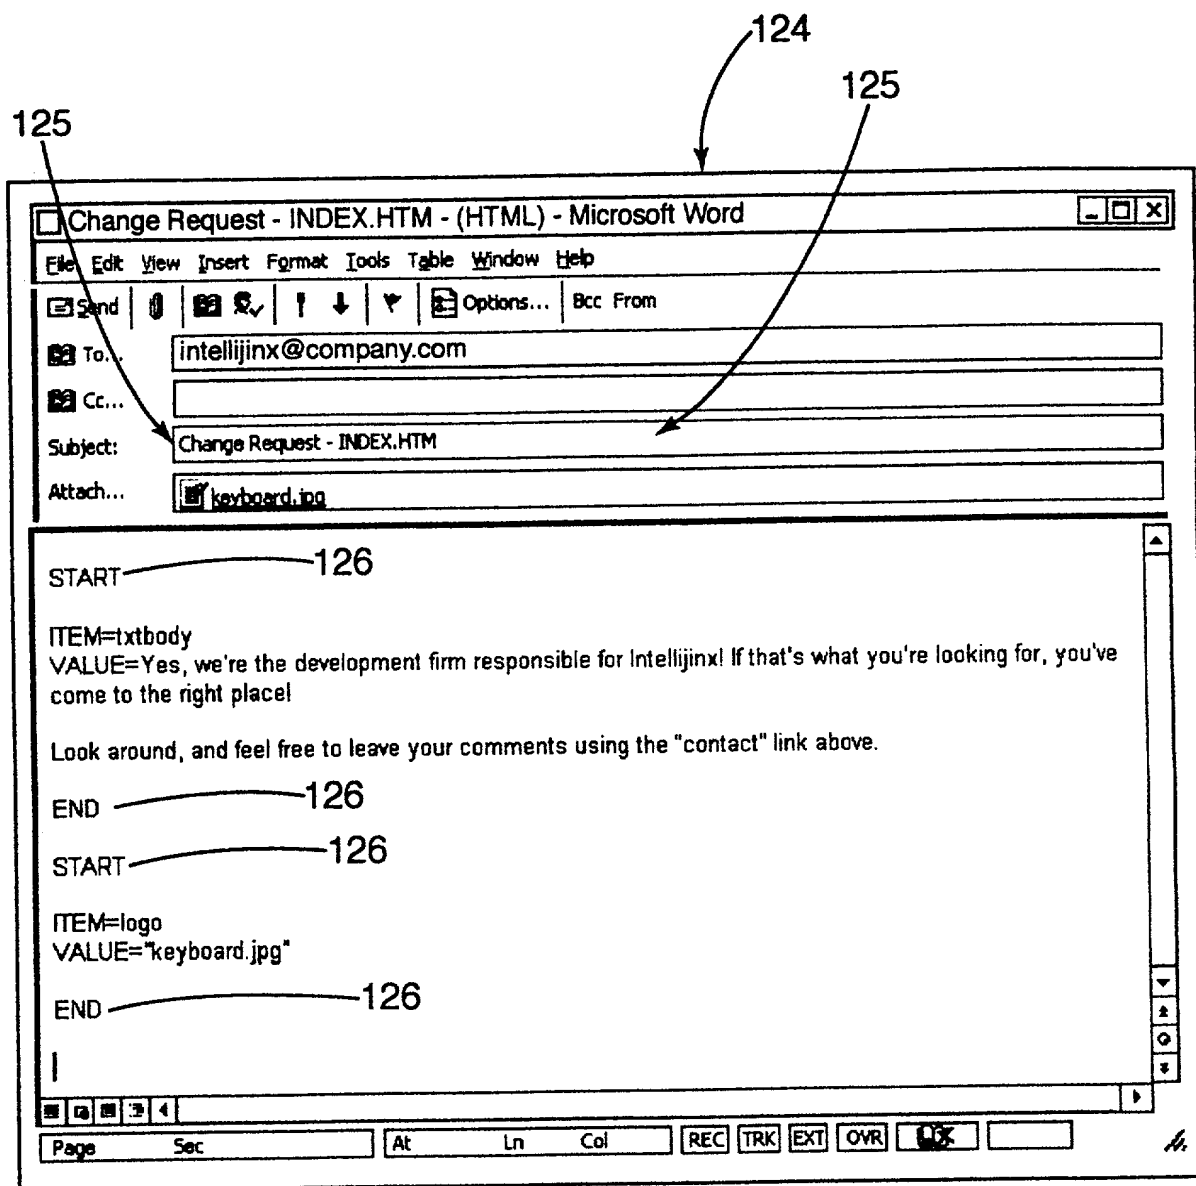 124
125
125
Change Request - INDEX.HTM - (HTML) - Microsoft Word
File Edit View Insert Format Tools Table Window Help
Send Options... Bcc From
To... intellijinx@company.com
Cc...
Subject: Change Request - INDEX.HTM
Attach... keyboard.jpg
START 126
ITEM=txtbody
VALUE=Yes, we're the development firm responsible for Intellijinx! If that's what you're looking for, you've
come to the right place!
Look around, and feel free to leave your comments using the "contact" link above.
END 126
START 126
ITEM=logo
VALUE="keyboard.jpg"
END 126
Page Sec At Ln Col REC TRK EXT OVR